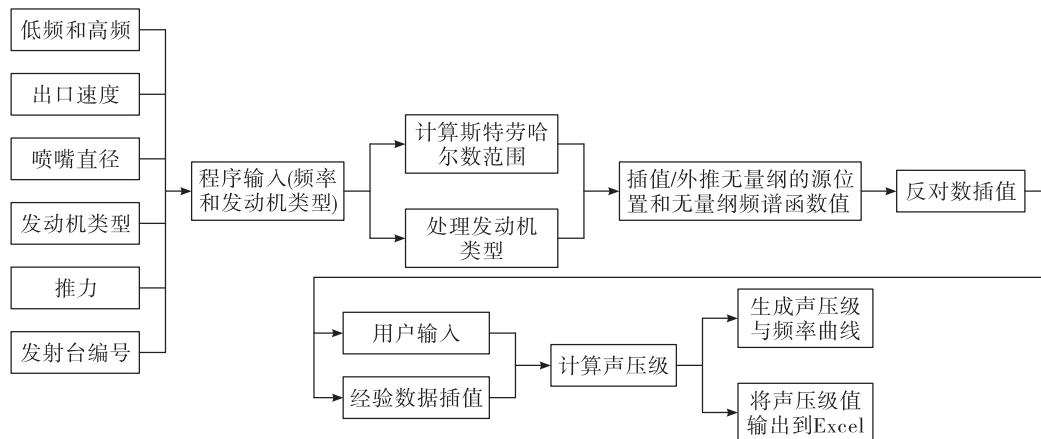 低频和高频
出口速度
喷嘴直径
发动机类型
推力
发射台编号
程序输入(频率
和发动机类型)
计算斯特劳哈
尔数范围
处理发动机
类型
插值/外推无量纲的源位
置和无量纲频谱函数值
反对数插值
用户输入
经验数据插值
计算声压级
生成声压级
与频率曲线
将声压级值
输出到Excel